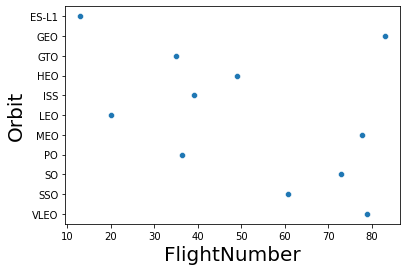 ES-L1
GEO
GTO
HEO
ISS
LEO
MEO
PO
SO
SSO
VLEO
Orbit
10 20 30 40 50 60 70 80
FlightNumber